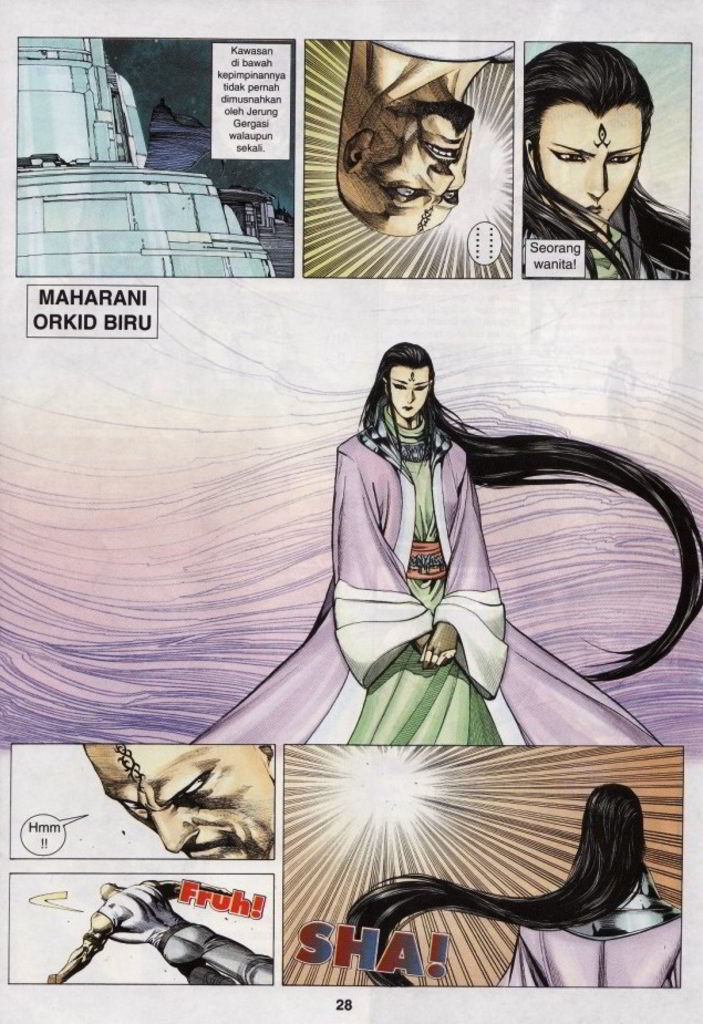 Kawasan
di bawah
kepimpinannya
tidak pernah
dimusnahkan
oleh Jerung
Gergasi
walaupun
sekali.
Seorang
wanita!
MAHARANI
ORKID BIRU
Hmm
!!
Fruh!
SHA!
28